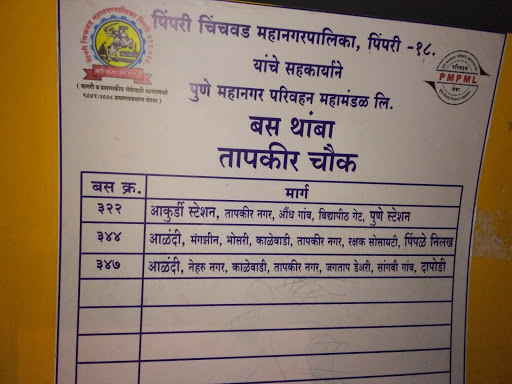 पिंपरी चिंचवड महानगरपालिका, पिंपरी -१८.
यांचे सहकार्याने
पुणे महानगर परिवहन महामंडळ लि.
PMPML
बस थांबा
तापकीर चौक
बस क्र. मार्ग
३२२ आकुर्डी स्टेशन, तापकीर नगर, औंध गांव, विद्यापीठ गेट, पुणे स्टेशन
३४४ आळंदी, मंगझीन, भोसरी, काळेवाडी, तापकीर नगर, रक्षक सोसायटी, पिंपळे निलख
३४७ आळंदी, नेहरु नगर, काळेवाडी, तापकीर नगर, जगताप डेअरी, सांगवी गांव, दापोडी